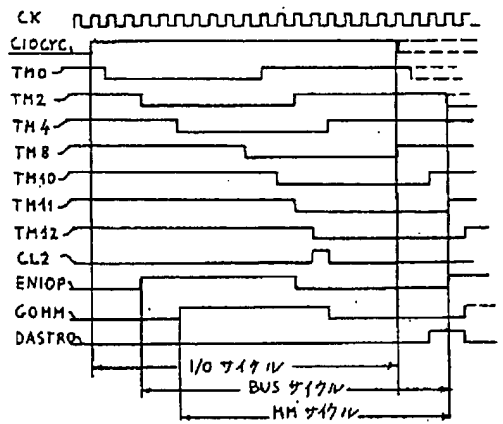 CK
CIOCYC
TM0
TM2
TM4
TM8
TM10
TM11
TM12
CL2
ENIOP
GOMM
DASTRO
I/O サイクル
BUS サイクル
MM サイクル